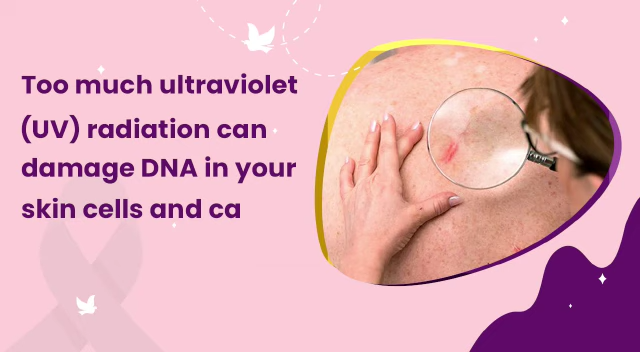 Too much ultraviolet
(UV) radiation can
damage DNA in your
skin cells and ca